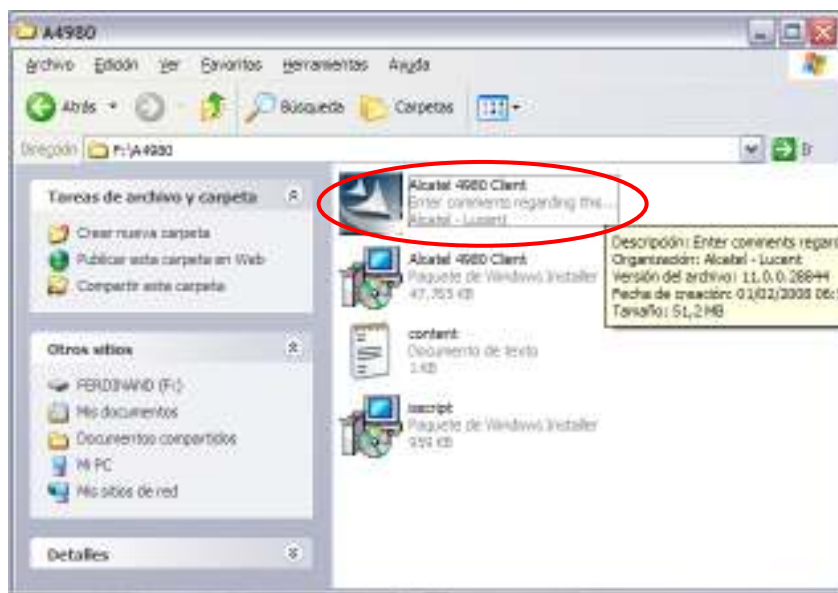 A4980
Archivo Edición Ver Favoritos Herramientas Ayuda
Atrás Búsqueda Carpetas
Dirección F:\A4980 Ir
Tareas de archivo y carpeta
Crear nueva carpeta
Publicar esta carpeta en Web
Compartir esta carpeta
Otros sitios
FERDINAND (F:)
Mis documentos
Documentos compartidos
Mi PC
Mis sitios de red
Detalles
Alcatel 4980 Client
Enter comments regarding this ...
Alcatel - Lucent
Alcatel 4980 Client
Paquete de Windows Installer
47.765 KB
content
Documento de texto
1 KB
isscript
Paquete de Windows Installer
959 KB
Descripción: Enter comments regard
Organización: Alcatel - Lucent
Versión del archivo: 11.0.0.28844
Fecha de creación: 01/02/2008 06:
Tamaño: 51,2 MB